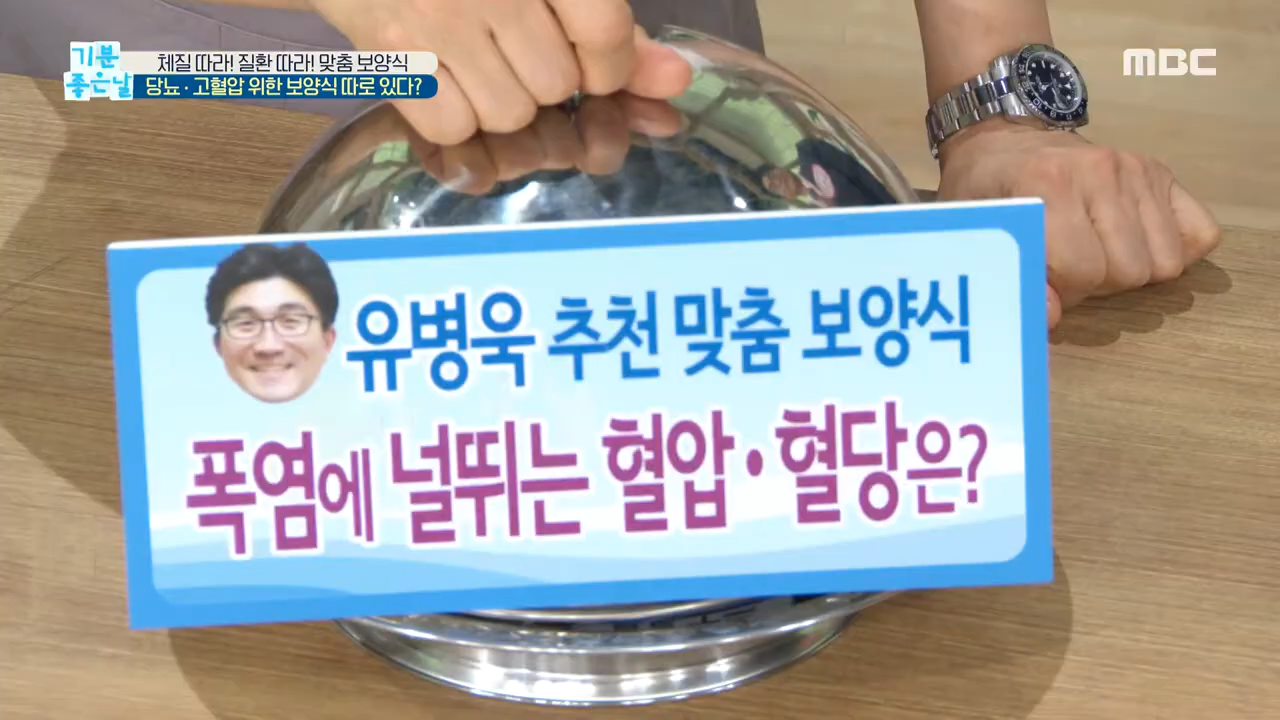 기분
좋은날
체질 따라! 질환 따라! 맞춤 보양식
당뇨·고혈압 위한 보양식 따로 있다?
MBC
유병욱 추천 맞춤 보양식
폭염에 널뛰는 혈압·혈당은?